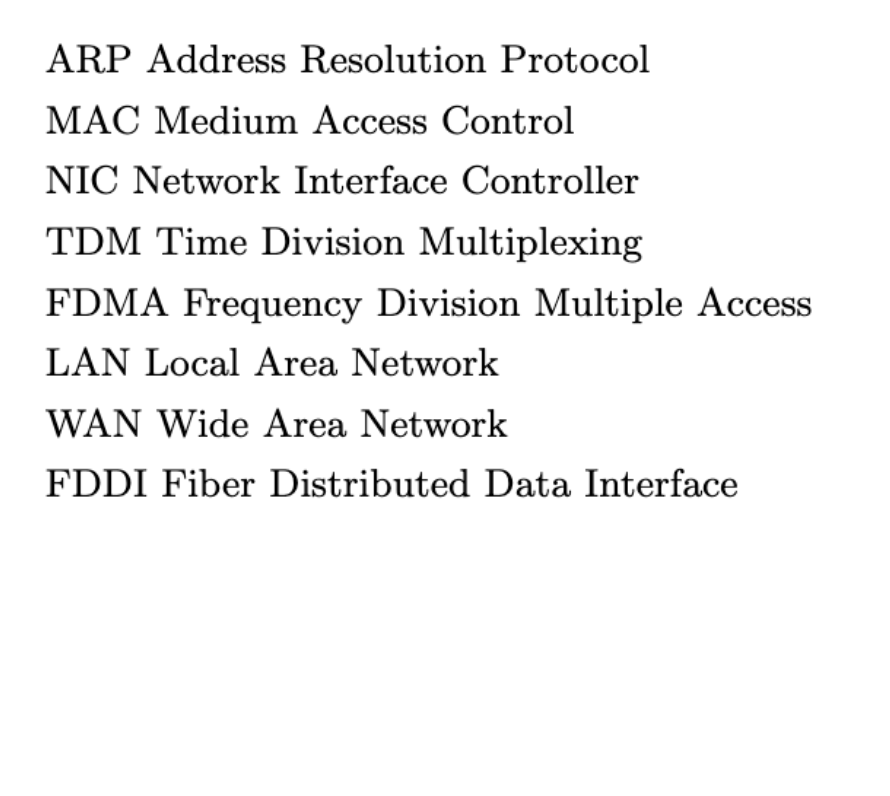 ARP Address Resolution Protocol
MAC Medium Access Control
NIC Network Interface Controller
TDM Time Division Multiplexing
FDMA Frequency Division Multiple Access
LAN Local Area Network
WAN Wide Area Network
FDDI Fiber Distributed Data Interface